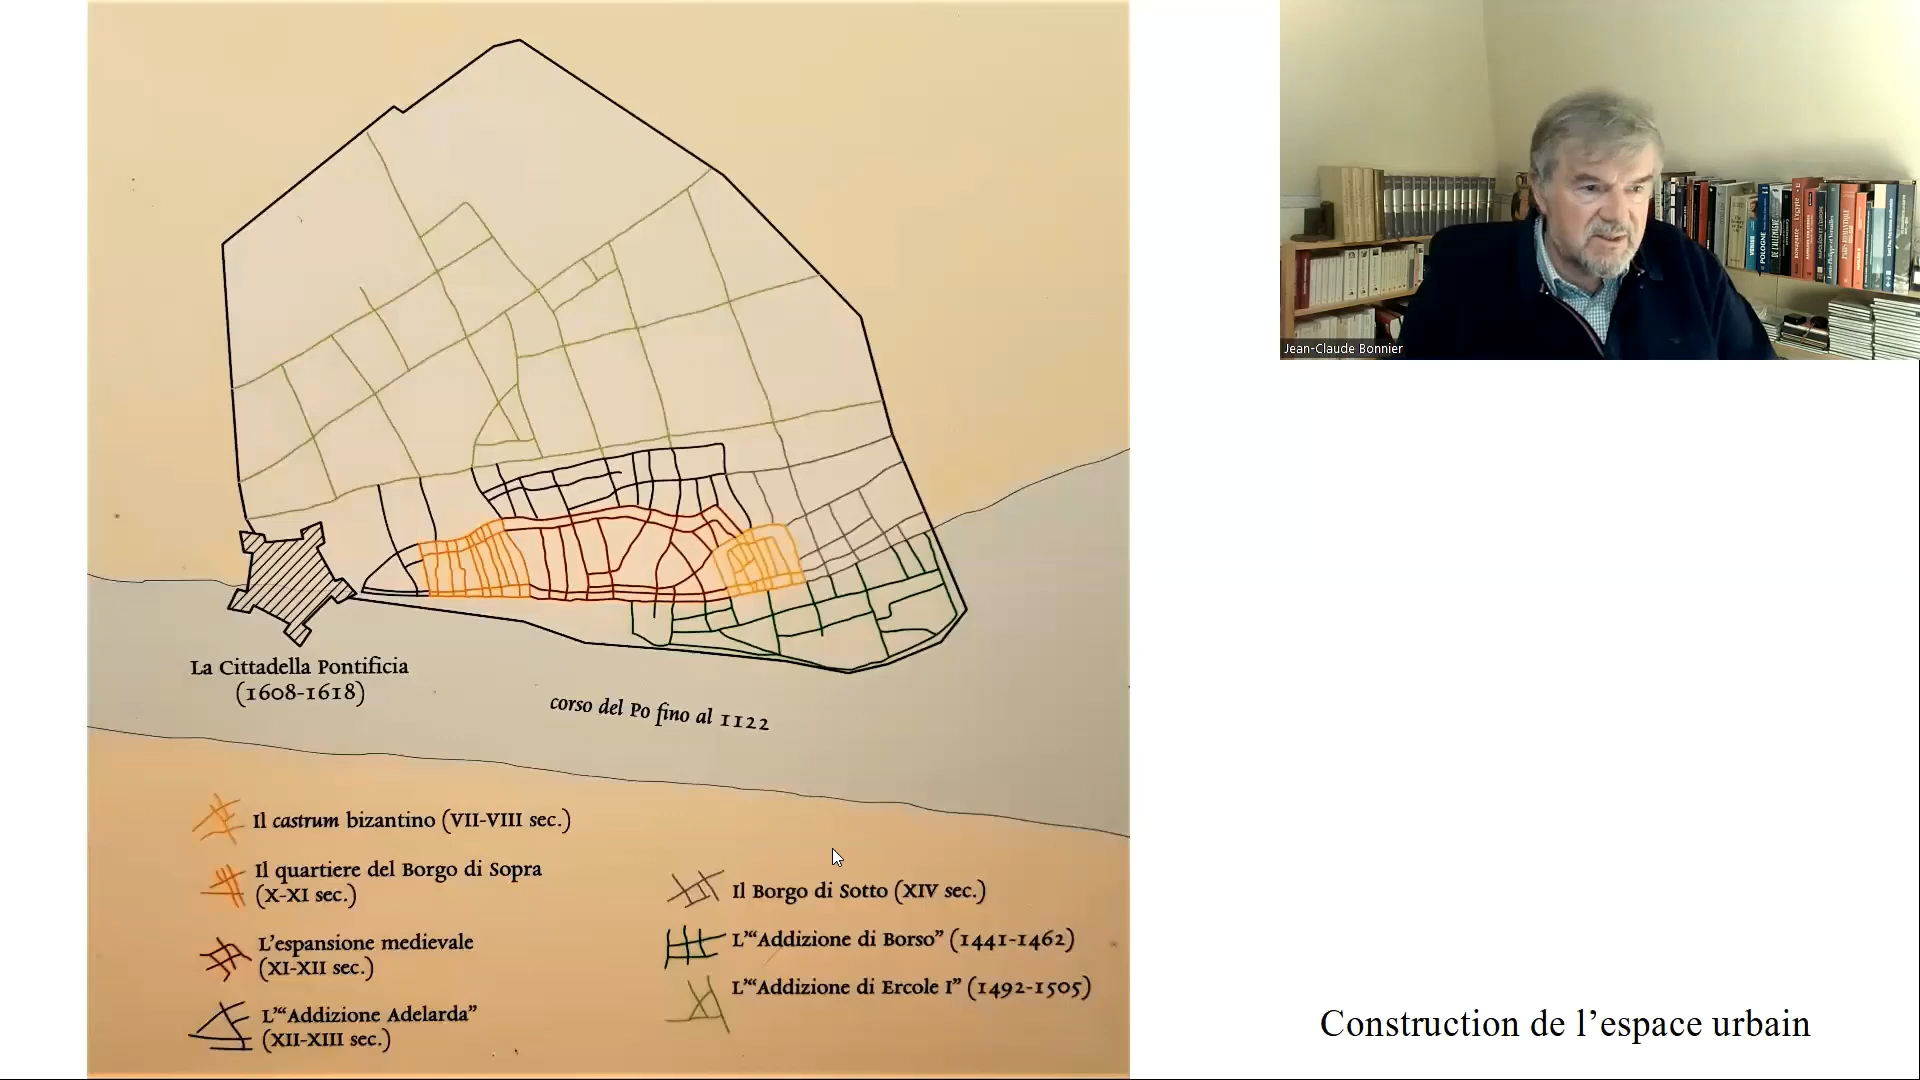 La Cittadella Pontificia
(1608-1618)
corso del Po fino al 1122
Il castrum bizantino (VII-VIII sec.)
Il quartiere del Borgo di Sopra
(X-XI sec.)
L'espansione medievale
(XI-XII sec.)
L'“Addizione Adelarda”
(XII-XIII sec.)
Il Borgo di Sotto (XIV sec.)
L'“Addizione di Borso” (1441-1462)
L'“Addizione di Ercole I” (1492-1505)
Jean-Claude Bonnier
POLOGNE
Construction de l’espace urbain